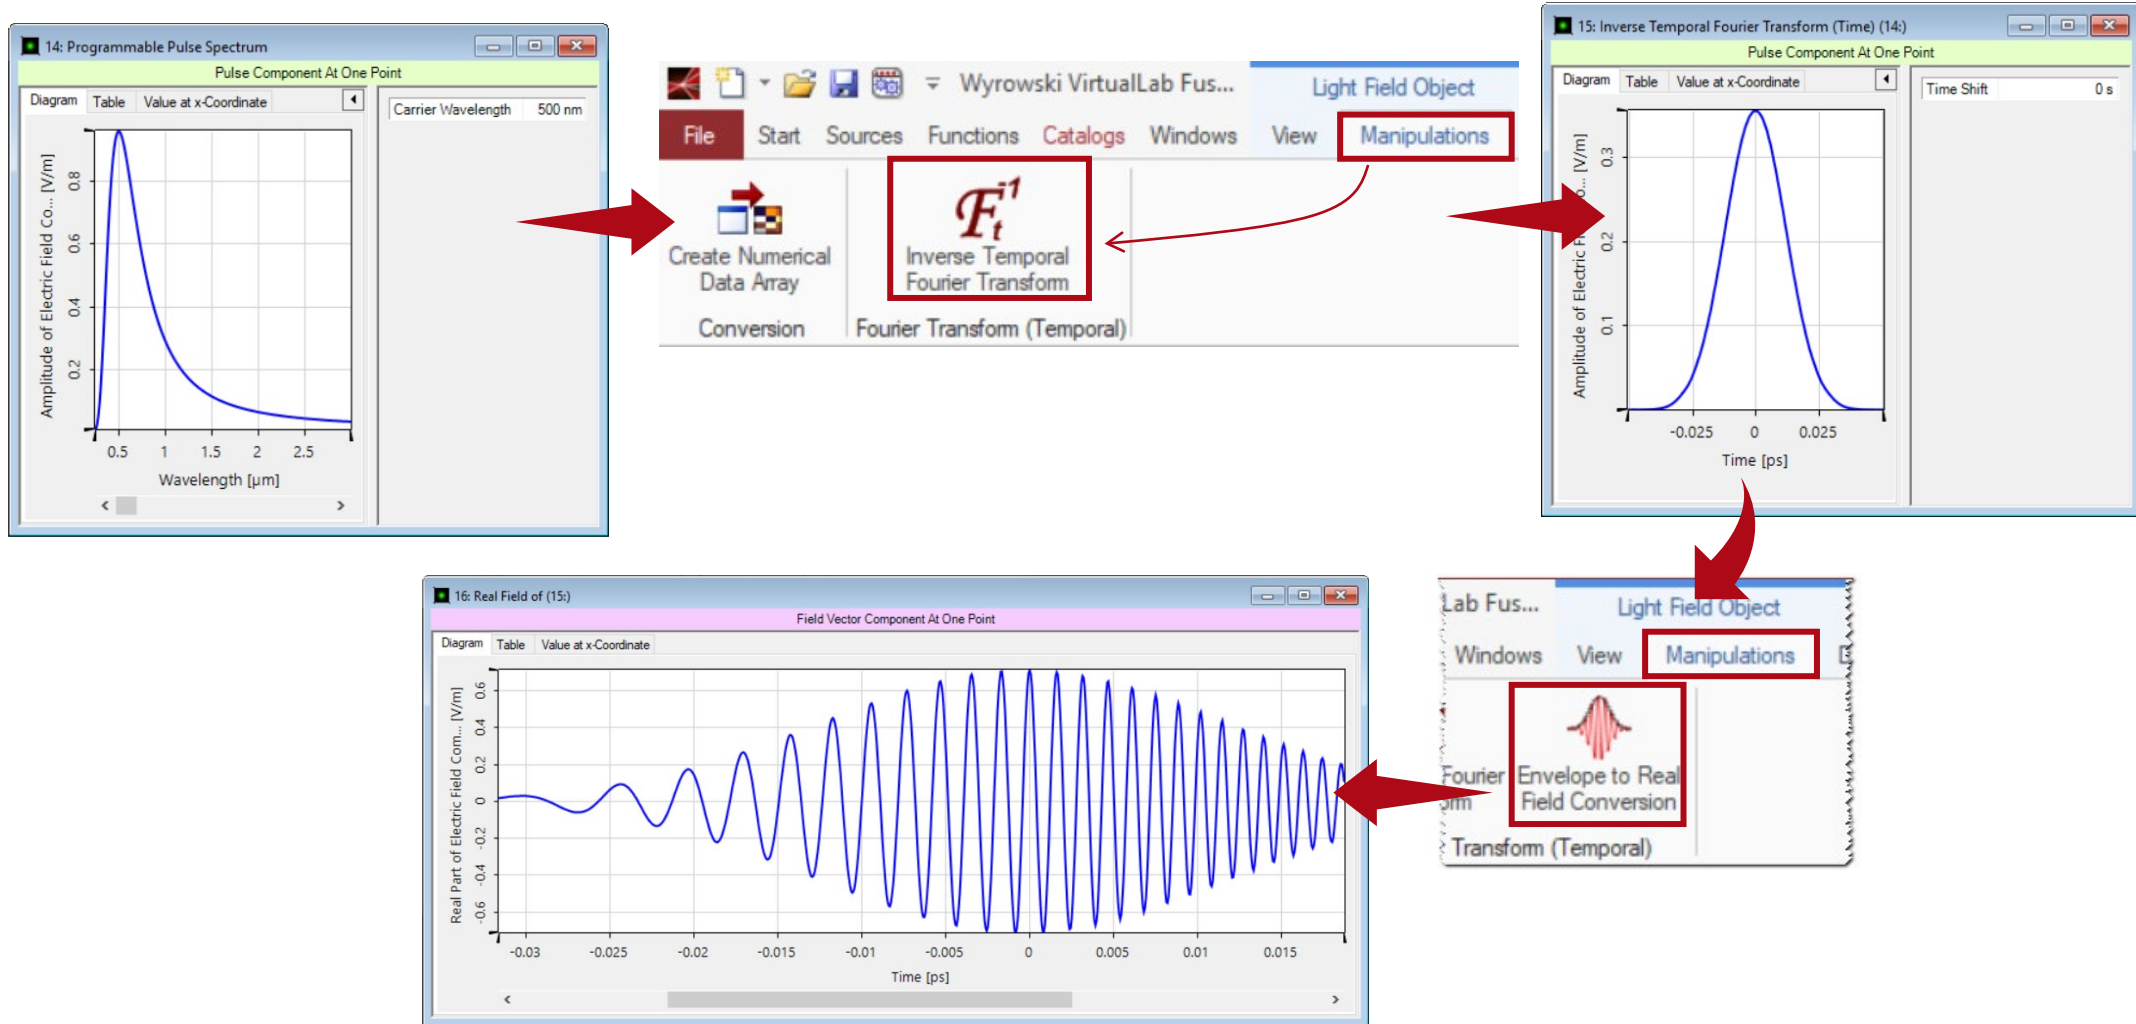 14: Programmable Pulse Spectrum
Pulse Component At One Point
Diagram Table Value at x-Coordinate
Carrier Wavelength 500 nm
Amplitude of Electric Field Co... [V/m]
0.8
0.6
0.4
0.2
0.5 1 1.5 2 2.5
Wavelength [µm]
Wyrowski VirtualLab Fus... Light Field Object
File Start Sources Functions Catalogs Windows View Manipulations
Create Numerical
Data Array
Conversion
ℱt⁻¹
Inverse Temporal
Fourier Transform
Fourier Transform (Temporal)
15: Inverse Temporal Fourier Transform (Time) (14:)
Pulse Component At One Point
Diagram Table Value at x-Coordinate
Time Shift 0 s
Amplitude of Electric Fi o... [V/m]
0.3
0.2
0.1
-0.025 0 0.025
Time [ps]
Lab Fus... Light Field Object
Windows View Manipulations
Fourier
Envelope to Real
Field Conversion
Transform (Temporal)
16: Real Field of (15:)
Field Vector Component At One Point
Diagram Table Value at x-Coordinate
Real Part of Electric Field Com... [V/m]
0.6
0.4
0.2
0
-0.2
-0.4
-0.6
-0.03 -0.025 -0.02 -0.015 -0.01 -0.005 0 0.005 0.01 0.015
Time [ps]